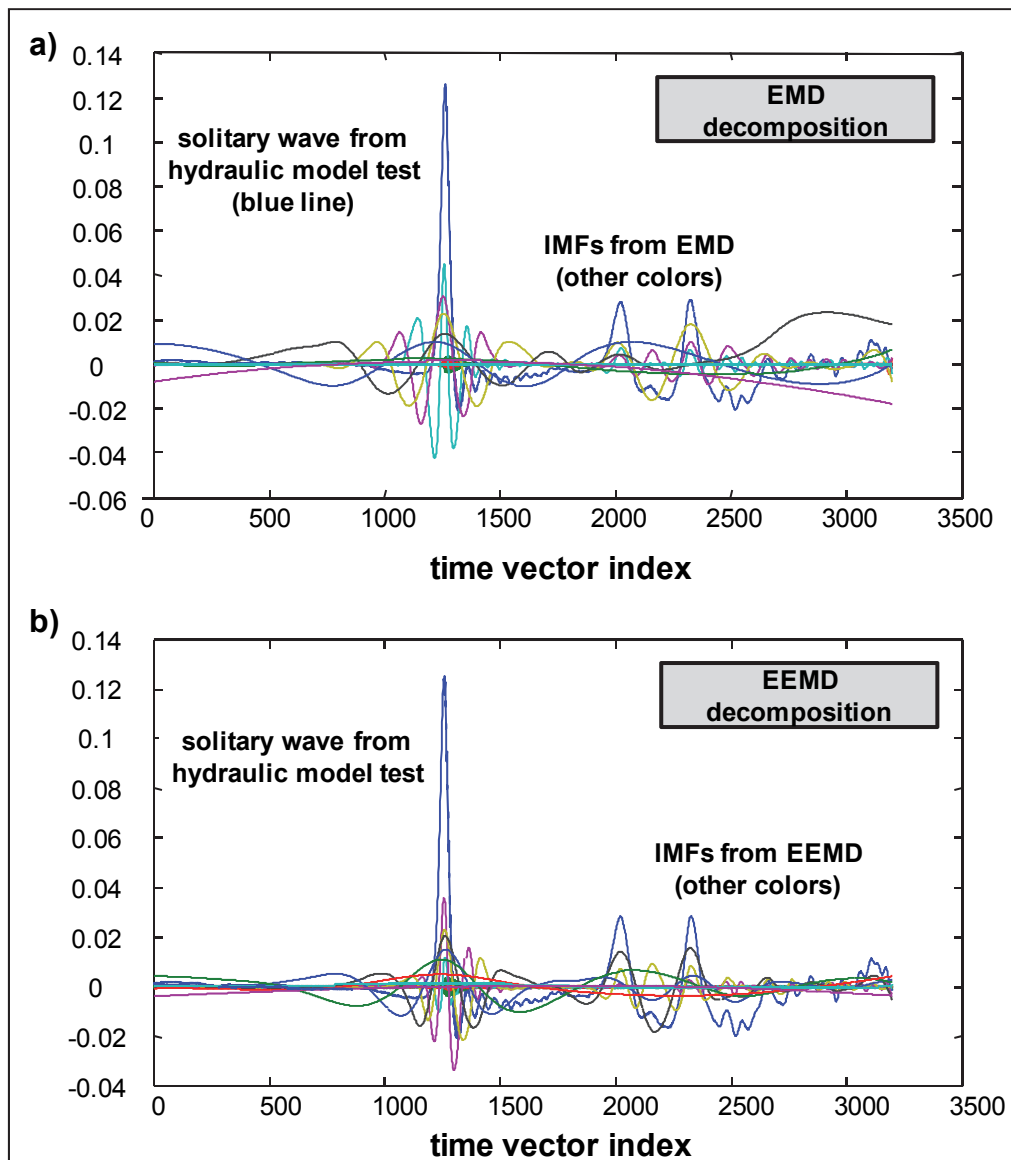 a)
0.14
0.12
0.1
0.08
0.06
0.04
0.02
0
-0.02
-0.04
-0.06
EMD
decomposition
solitary wave from
hydraulic model test
(blue line)
IMFs from EMD
(other colors)
0 500 1000 1500 2000 2500 3000 3500
time vector index
b)
0.14
0.12
0.1
0.08
0.06
0.04
0.02
0
-0.02
-0.04
EEMD
decomposition
solitary wave from
hydraulic model test
IMFs from EEMD
(other colors)
0 500 1000 1500 2000 2500 3000 3500
time vector index